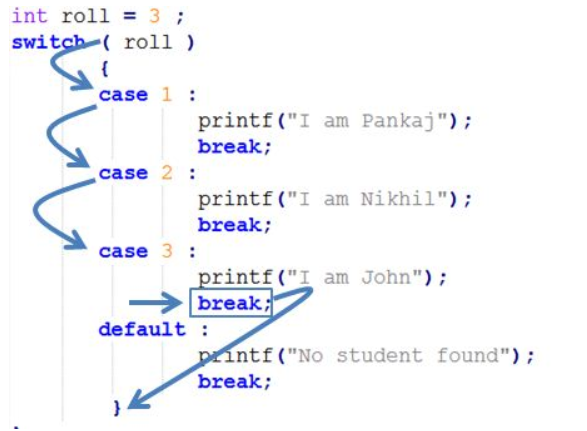 int roll = 3 ;
switch ( roll )
{
case 1 :
printf("I am Pankaj");
break;
case 2 :
printf("I am Nikhil");
break;
case 3 :
printf("I am John");
break;
default :
printf("No student found");
break;
}